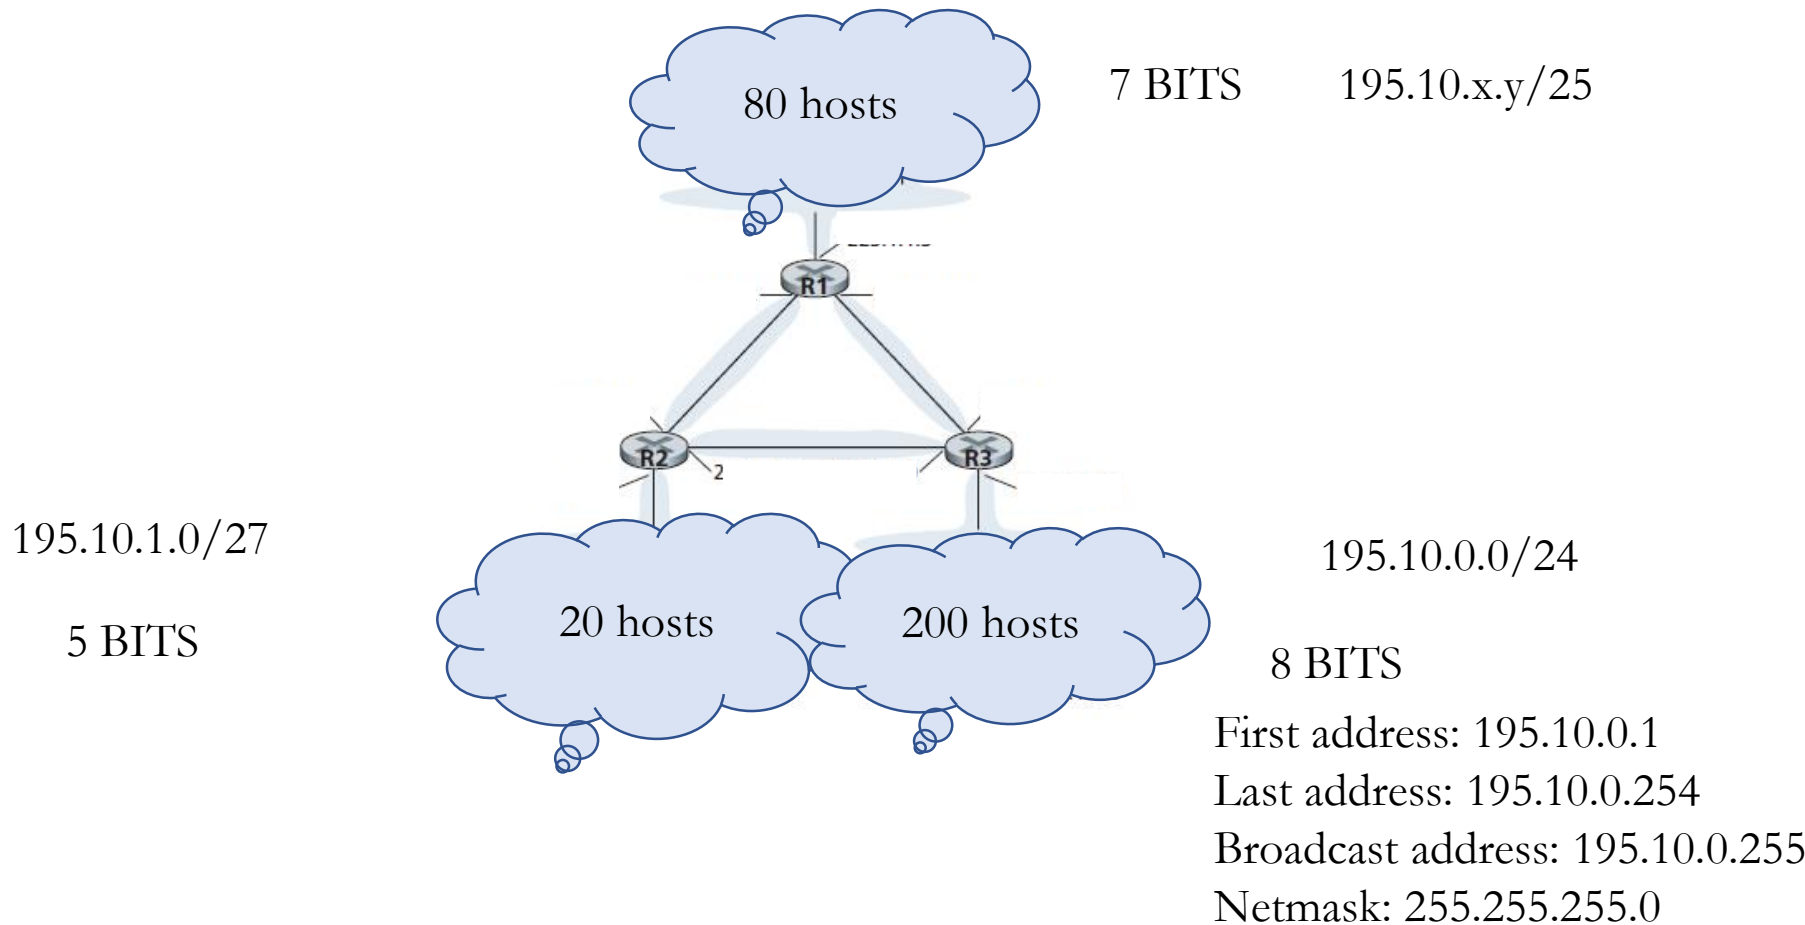 80 hosts
7 BITS
195.10.x.y/25
R1
R2
2
R3
195.10.1.0/27
5 BITS
20 hosts
200 hosts
195.10.0.0/24
8 BITS
First address: 195.10.0.1
Last address: 195.10.0.254
Broadcast address: 195.10.0.255
Netmask: 255.255.255.0